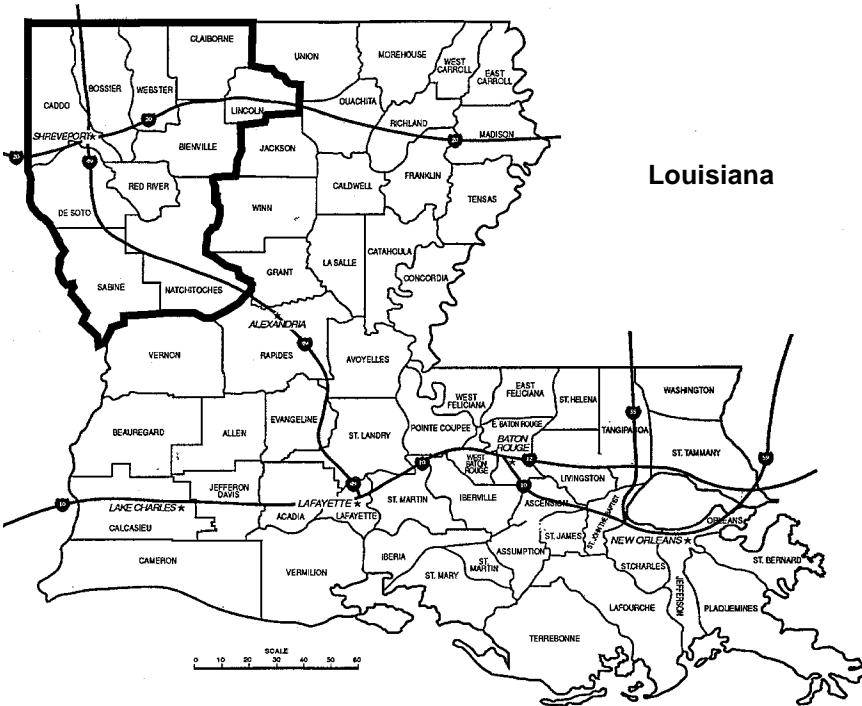 CLAIBORNE
UNION
MOREHOUSE
WEST
CARROLL
EAST
CARROLL
BOSSIER
WEBSTER
CADDO
LINCOLN
OUACHITA
RICHLAND
MADISON
20
SHREVEPORT
BIENVILLE
JACKSON
FRANKLIN
Louisiana
RED RIVER
CALDWELL
TENSAS
DE SOTO
WINN
CATAHOULA
LA SALLE
GRANT
CONCORDIA
SABINE
NATCHITOCHES
ALEXANDRIA
VERNON
RAPIDES
AVOYELLES
WEST
FELICIANA
EAST
FELICIANA
ST. HELENA
WASHINGTON
EVANGELINE
BEAUREGARD
ALLEN
ST. LANDRY
POINTE COUPEE
E. BATON ROUGE
TANGIPAHOA
BATON
ROUGE
ST. TAMMANY
WEST
BATON
ROUGE
12
LIVINGSTON
JEFFERON
DAVIS
LAKE CHARLES
LAFAYETTE
ST. MARTIN
IBERVILLE
ASCENSION
ST. JOHN THE BAPTIST
10
CALCASIEU
ACADIA
LAFAYETTE
ST. JAMES
ORLEANS
NEW ORLEANS
CAMERON
VERMILION
IBERIA
ST. MARTIN
ASSUMPTION
ST. CHARLES
ST. BERNARD
ST. MARY
JEFFERSON
LAFOURCHE
PLAQUEMINES
TERREBONNE
SCALE
0 10 20 30 40 50 60